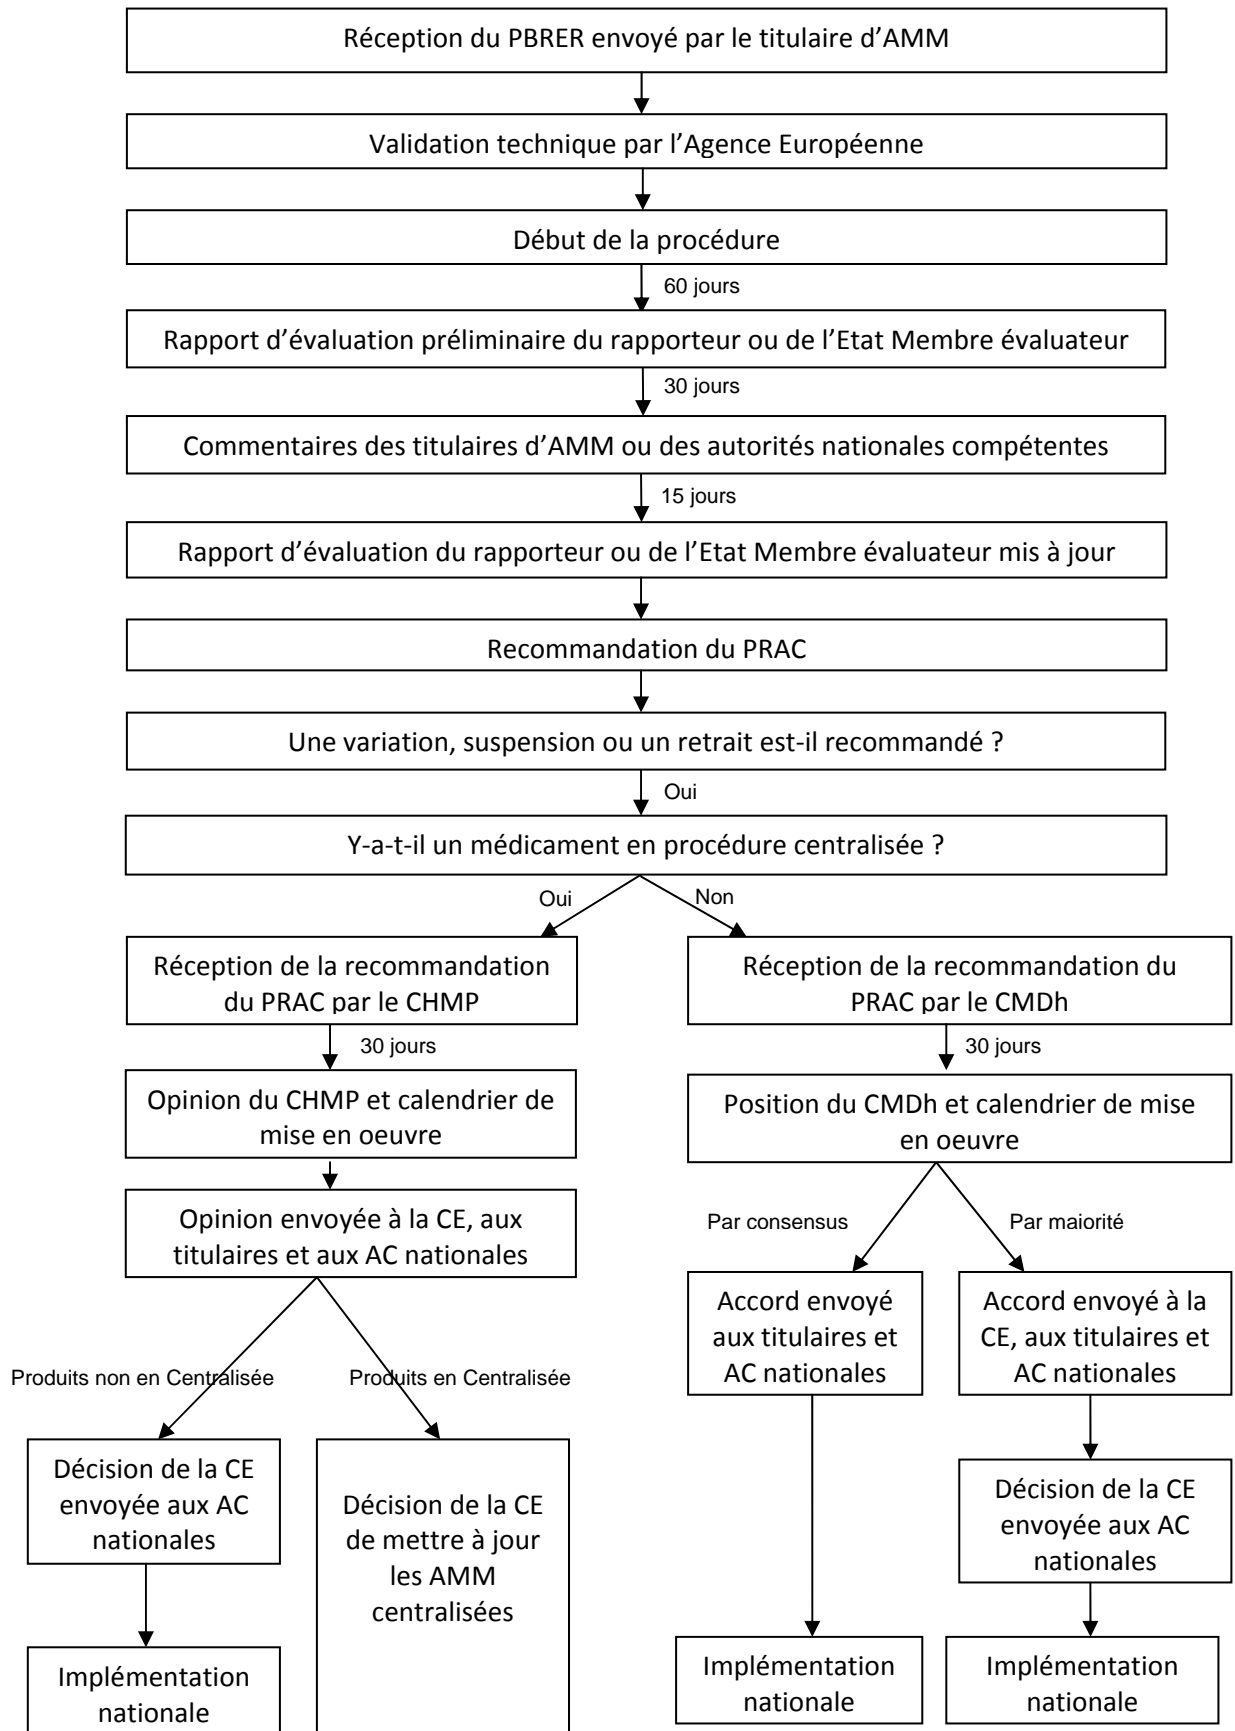 Réception du PBRER envoyé par le titulaire d’AMM
Validation technique par l’Agence Européenne
Début de la procédure
60 jours
Rapport d’évaluation préliminaire du rapporteur ou de l’Etat Membre évaluateur
30 jours
Commentaires des titulaires d’AMM ou des autorités nationales compétentes
15 jours
Rapport d’évaluation du rapporteur ou de l’Etat Membre évaluateur mis à jour
Recommandation du PRAC
Une variation, suspension ou un retrait est-il recommandé ?
Oui
Y-a-t-il un médicament en procédure centralisée ?
Oui
Non
Réception de la recommandation
du PRAC par le CHMP
Réception de la recommandation du
PRAC par le CMDh
30 jours
30 jours
Opinion du CHMP et calendrier de
mise en oeuvre
Position du CMDh et calendrier de mise
en oeuvre
Opinion envoyée à la CE, aux
titulaires et aux AC nationales
Par consensus
Par majorité
Accord envoyé
aux titulaires et
AC nationales
Accord envoyé à la
CE, aux titulaires et
AC nationales
Produits non en Centralisée
Produits en Centralisée
Décision de la CE
envoyée aux AC
nationales
Décision de la CE
de mettre à jour
les AMM
centralisées
Décision de la CE
envoyée aux AC
nationales
Implémentation
nationale
Implémentation
nationale
Implémentation
nationale